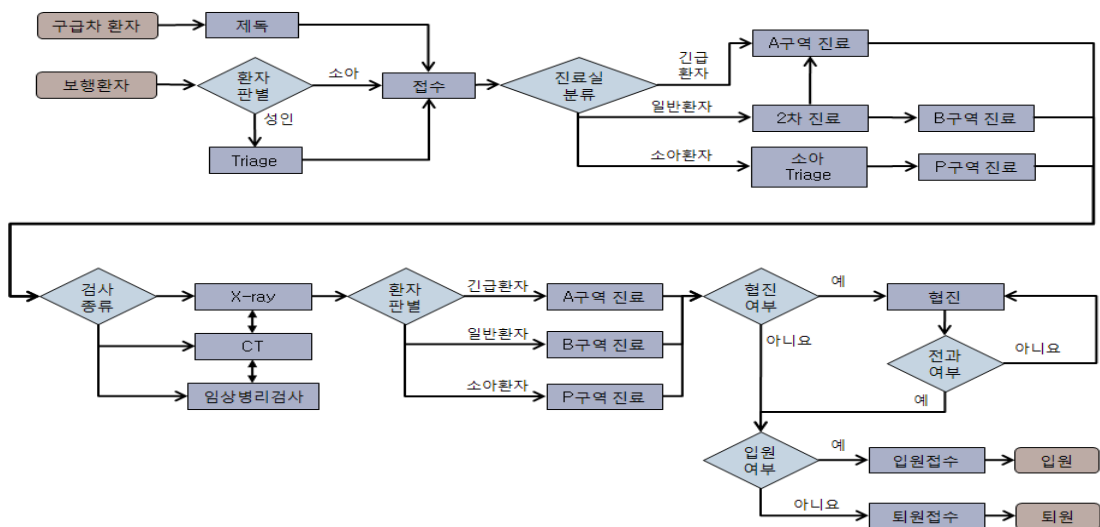 구급차 환자
제독
보행환자
환자
판별
소아
성인
Triage
접수
진료실
분류
긴급
환자
일반환자
소아환자
A구역 진료
2차 진료
B구역 진료
소아
Triage
P구역 진료
검사
종류
X-ray
CT
임상병리검사
환자
판별
긴급환자
일반환자
소아환자
A구역 진료
B구역 진료
P구역 진료
협진
여부
예
아니요
협진
전과
여부
아니요
예
입원
여부
예
아니요
입원접수
입원
퇴원접수
퇴원